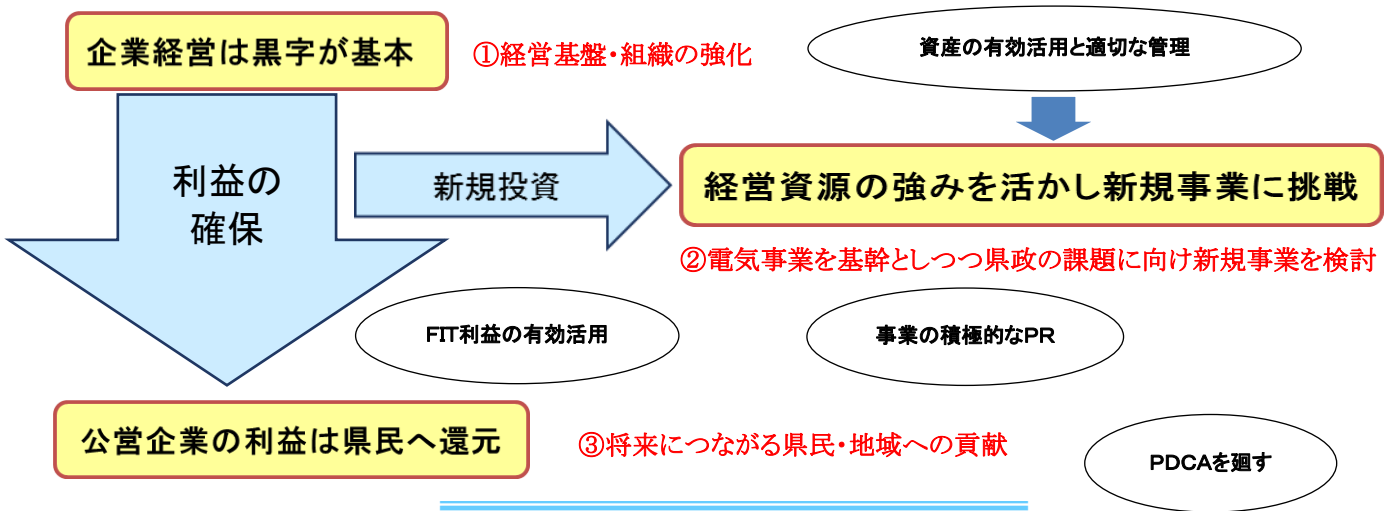 企業経営は黒字が基本
①経営基盤・組織の強化
資産の有効活用と適切な管理
利益の
確保
新規投資
経営資源の強みを活かし新規事業に挑戦
②電気事業を基幹としつつ県政の課題に向け新規事業を検討
FIT利益の有効活用
事業の積極的なPR
公営企業の利益は県民へ還元
③将来につながる県民・地域への貢献
PDCAを廻す